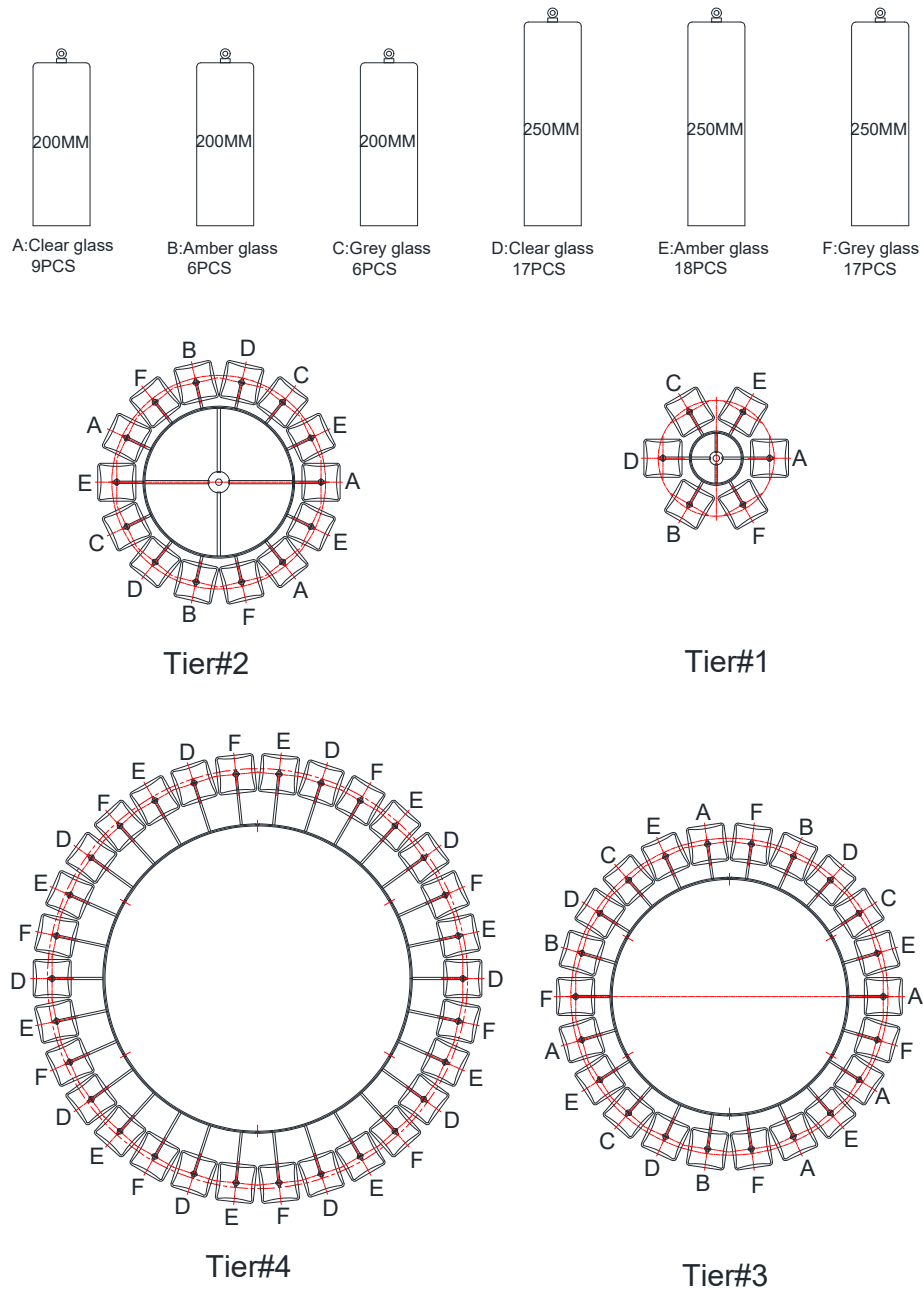 200MM 200MM 200MM 250MM 250MM 250MM
A:Clear glass B:Amber glass C:Grey glass D:Clear glass E:Amber glass F:Grey glass
9PCS 6PCS 6PCS 17PCS 18PCS 17PCS
B D
F C
A E
E A
C E
D A
B F
Tier#2
C E
D A
B F
Tier#1
F E
D D
E F
F E
D D
E F
F E
D D
E F
F E
D D
E F
F E
D D
E F
Tier#4
A F
E B
C D
D C
B E
F A
A F
E A
C E
D A
B F
Tier#3